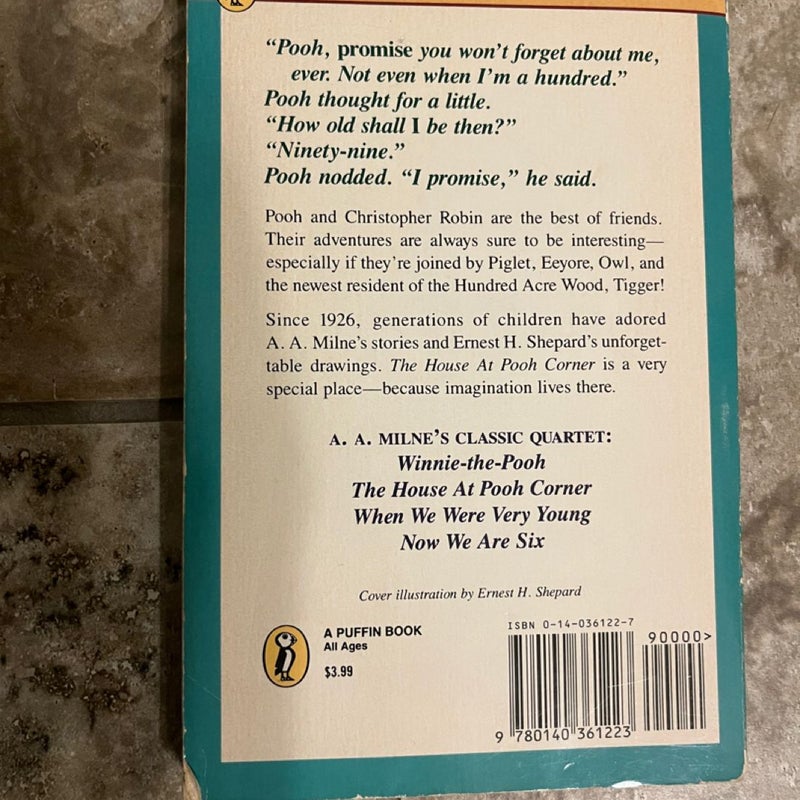 “Pooh, promise you won’t forget about me,
ever. Not even when I’m a hundred.”
Pooh thought for a little.
“How old shall I be then?”
“Ninety-nine.”
Pooh nodded. “I promise,” he said.
Pooh and Christopher Robin are the best of friends.
Their adventures are always sure to be interesting—
especially if they’re joined by Piglet, Eeyore, Owl, and
the newest resident of the Hundred Acre Wood, Tigger!
Since 1926, generations of children have adored
A. A. Milne’s stories and Ernest H. Shepard’s unforget-
table drawings. The House At Pooh Corner is a very
special place—because imagination lives there.
A. A. MILNE’S CLASSIC QUARTET:
Winnie-the-Pooh
The House At Pooh Corner
When We Were Very Young
Now We Are Six
Cover illustration by Ernest H. Shepard
A PUFFIN BOOK
All Ages
$3.99
ISBN 0-14-036122-7
90000>
9 780140 361223